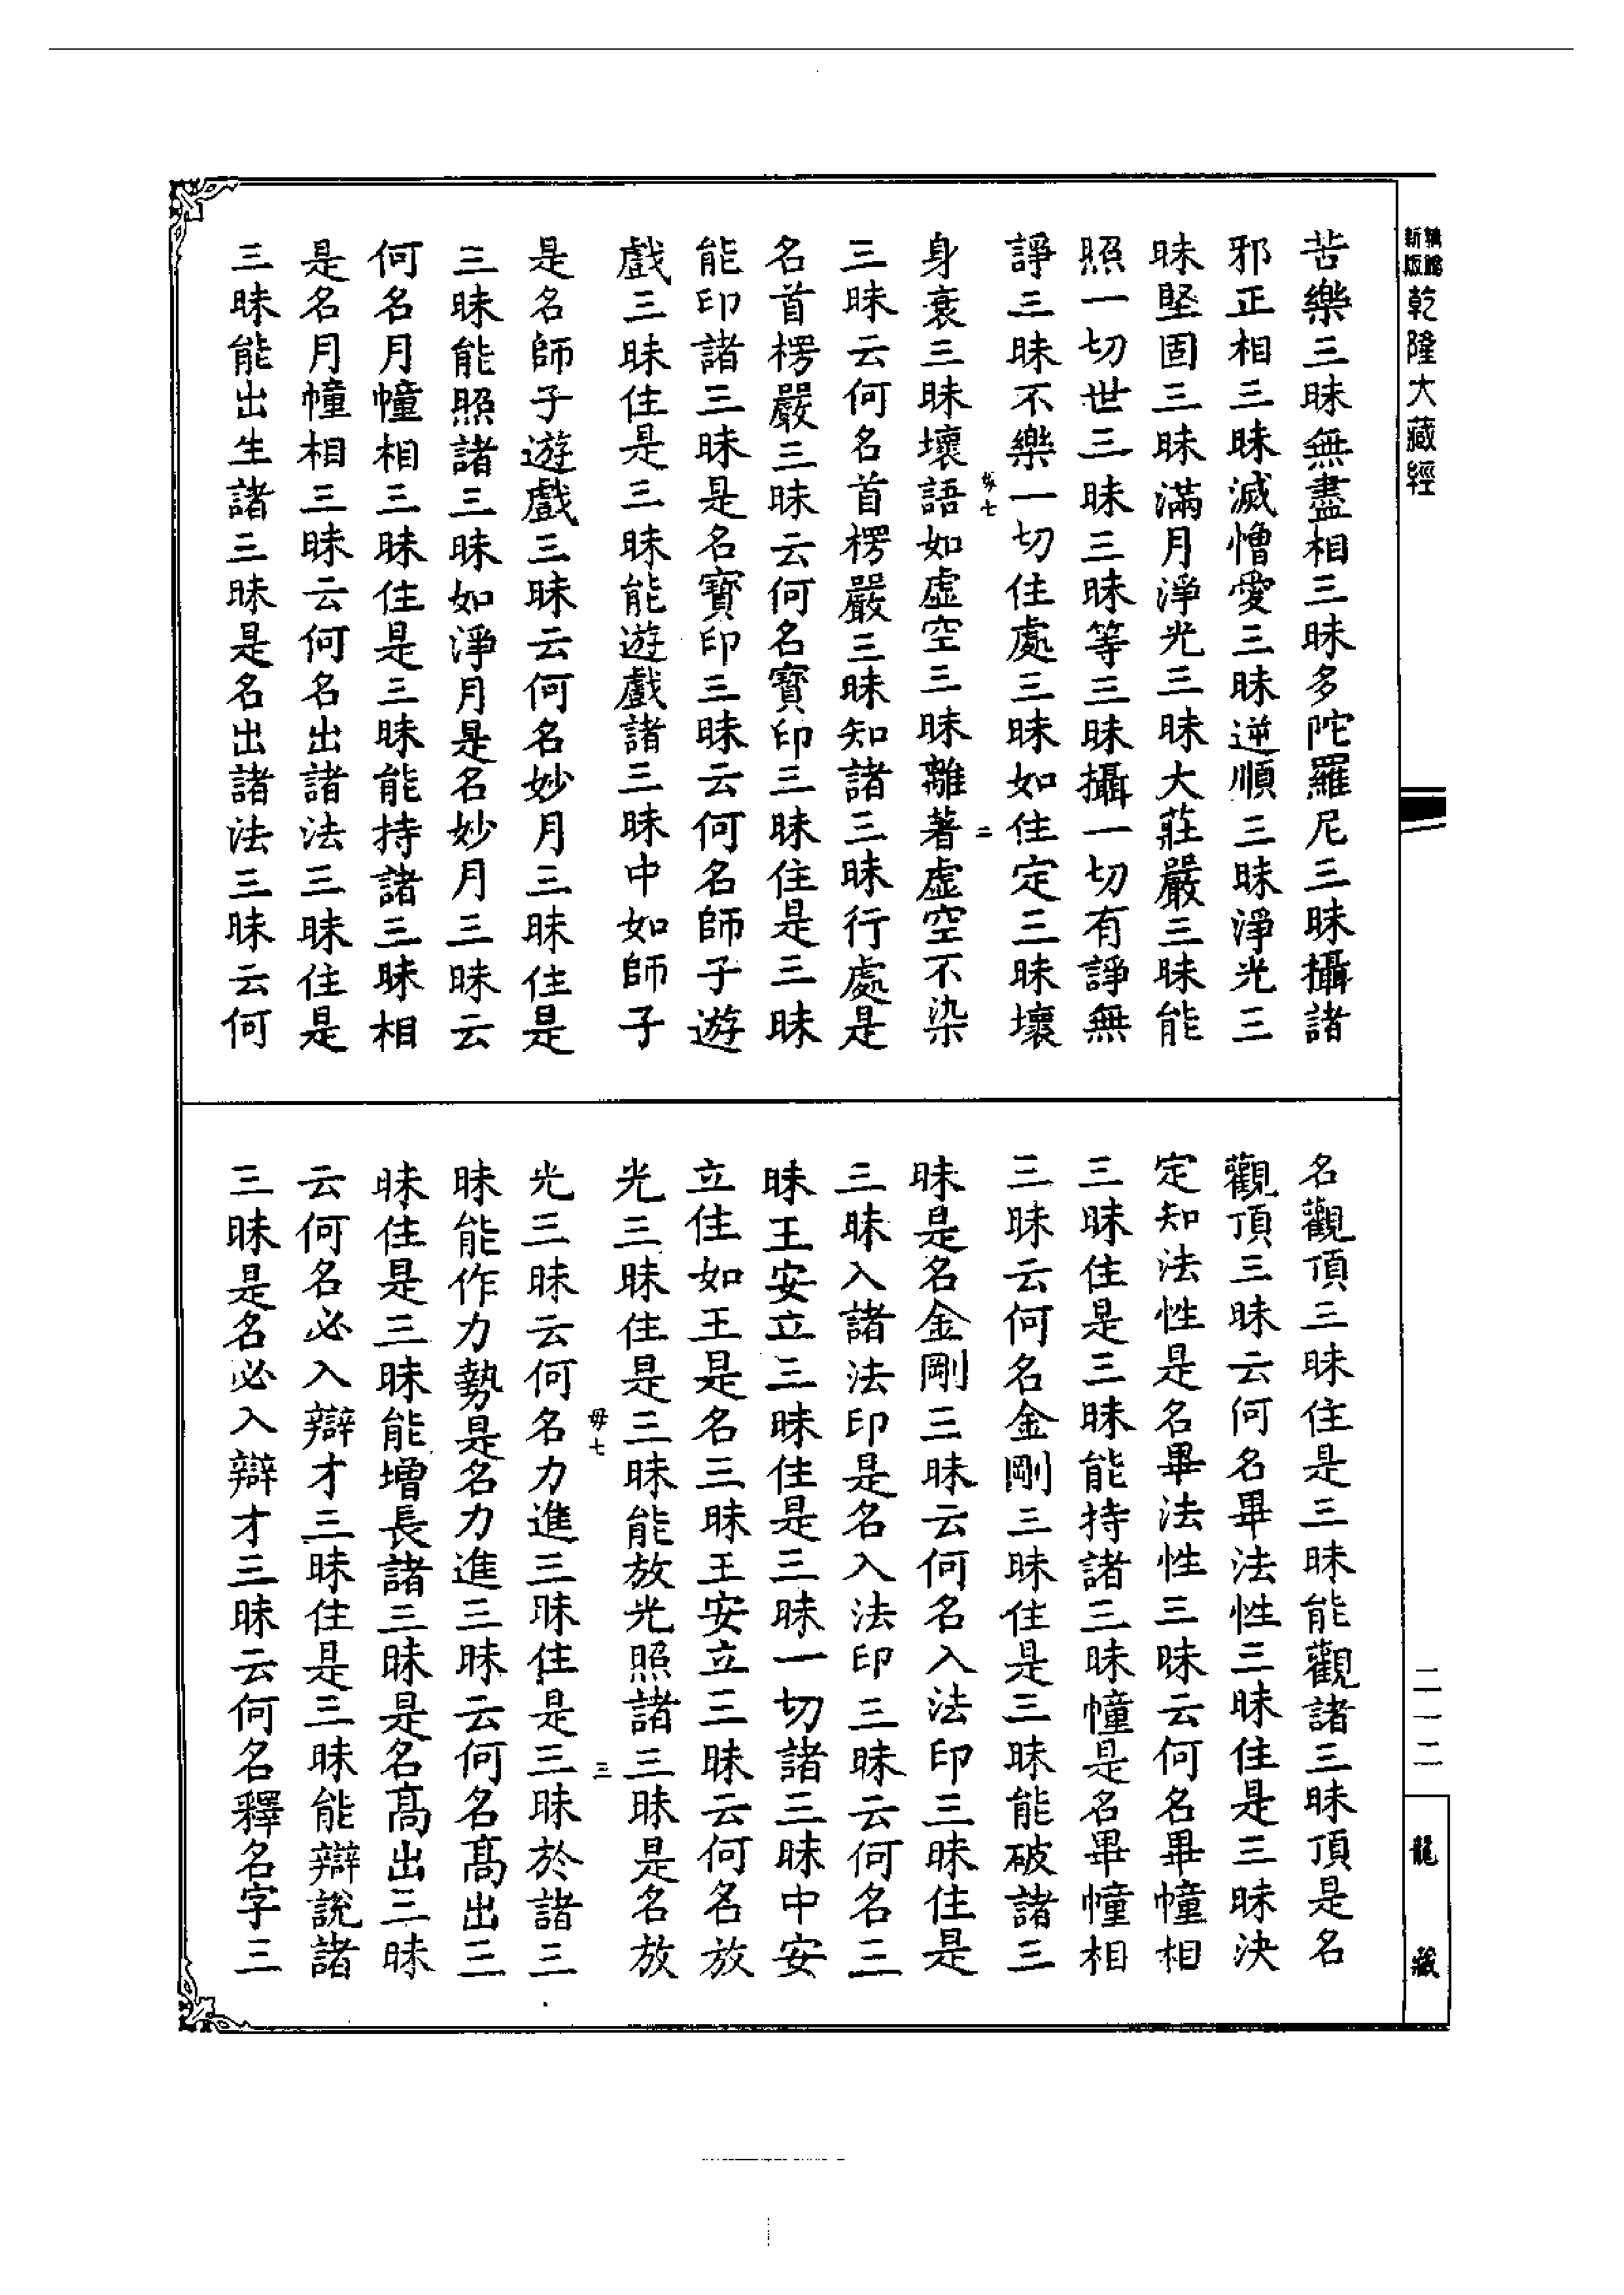 新版乾隆大藏經
苦樂三昧無盡相三昧多陀羅尼三昧攝諸
邪正相三昧滅憎愛三昧逆順三昧淨光三
昧堅固三昧滿月淨光三昧大莊嚴三昧能
照一切世三昧三昧等三昧攝一切有諍無
諍三昧不樂一切住處三昧如住定三昧壞
二
身衰三昧壞語如虛空三昧離著虛空不染
三昧云何名首楞嚴三昧知諸三昧行處是
名首楞嚴三昧云何名寶印三昧住是三昧
能印諸三昧是名寶印三昧云何名師子遊
戲三昧住是三昧能遊戲諸三昧中如師子
是名師子遊戲三昧云何名妙月三昧住是
三昧能照諸三昧如淨月是名妙月三昧云
何名月幢相三昧住是三昧能持諸三昧相
是名月幢相三昧云何名出諸法三昧住是
三昧能出生諸三昧是名出諸法三昧云何
名觀頂三昧住是三昧能觀諸三昧頂是名
觀頂三昧云何名畢法性三昧住是三昧決
定知法性是名畢法性三昧云何名畢幢相
三昧住是三昧能持諸三昧幢是名畢幢相
三昧云何名金剛三昧住是三昧能破諸三
昧是名金剛三昧云何名入法印三昧住是
三昧入諸法印是名入法印三昧云何名三
昧王安立三昧住是三昧一切諸三昧中安
立住如王是名三昧王安立三昧云何名放
光三昧住是三昧能放光照諸三昧是名放
毋七 三
光三昧云何名力進三昧住是三昧於諸三
昧能作力勢是名力進三昧云何名高出三
昧住是三昧能增長諸三昧是名高出三昧
云何名必入辯才三昧住是三昧能辯說諸
三昧是名必入辯才三昧云何名釋名字三
二一二
龍藏